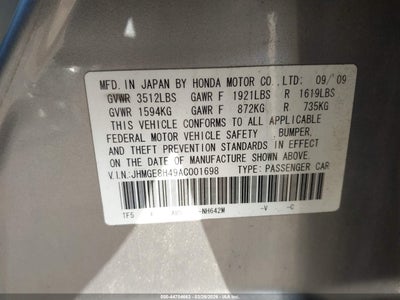 MFD. IN JAPAN BY HONDA MOTOR CO., LTD: 09/'09
GVWR 3512LBS GAWR F 1921LBS R 1619LBS
GVWR 1594KG GAWR F 872KG R 735KG
THIS VEHICLE CONFORMS TO ALL APPLICABLE
FEDERAL MOTOR VEHICLE SAFETY , BUMPER,
AND THEFT PREVENTION STANDARDS IN EFFECT
ON THE DATE OF MANUFACTURE SHOWN ABOVE.
V.I.N: JHMGE8H49AC001698 TYPE: PASSENGER CAR
TF5 NH642M -V -C